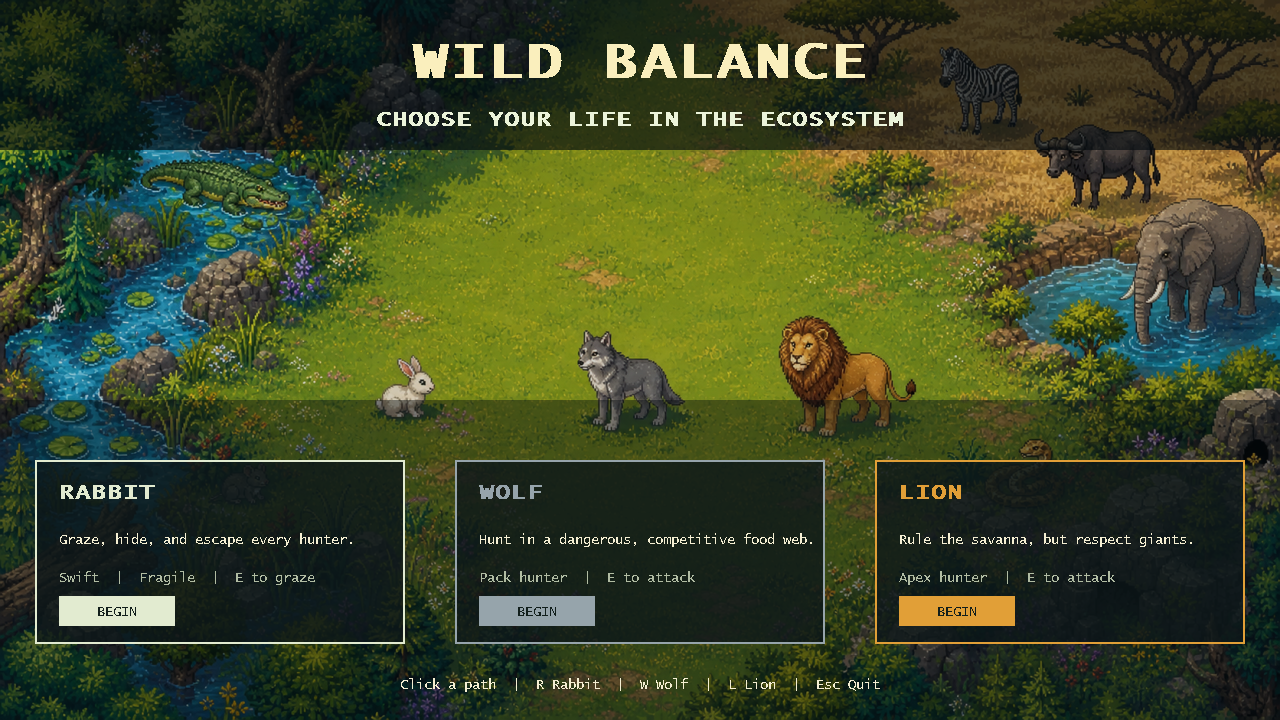 WILD BALANCE
CHOOSE YOUR LIFE IN THE ECOSYSTEM
RABBIT
Graze, hide, and escape every hunter.
Swift | Fragile | E to graze
BEGIN
WOLF
Hunt in a dangerous, competitive food web.
Pack hunter | E to attack
BEGIN
LION
Rule the savanna, but respect giants.
Apex hunter | E to attack
BEGIN
Click a path | R Rabbit | W Wolf | L Lion | Esc Quit